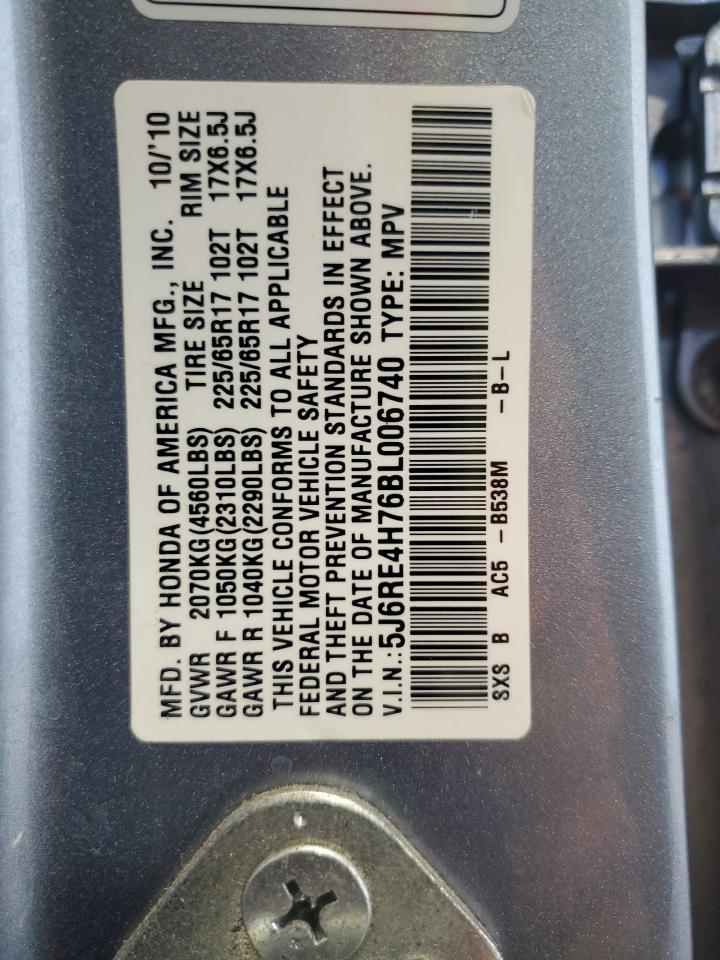 MFD. BY HONDA OF AMERICA MFG., INC. 10/'10
GVWR 2070KG(4560LBS) TIRE SIZE RIM SIZE
GAWR F 1050KG(2310LBS) 225/65R17 102T 17X6.5J
GAWR R 1040KG(2290LBS) 225/65R17 102T 17X6.5J
THIS VEHICLE CONFORMS TO ALL APPLICABLE
FEDERAL MOTOR VEHICLE SAFETY
AND THEFT PREVENTION STANDARDS IN EFFECT
ON THE DATE OF MANUFACTURE SHOWN ABOVE.
V.I.N.:5J6RE4H76BL006740 TYPE: MPV
SXS B AC5 -B538M -B-L